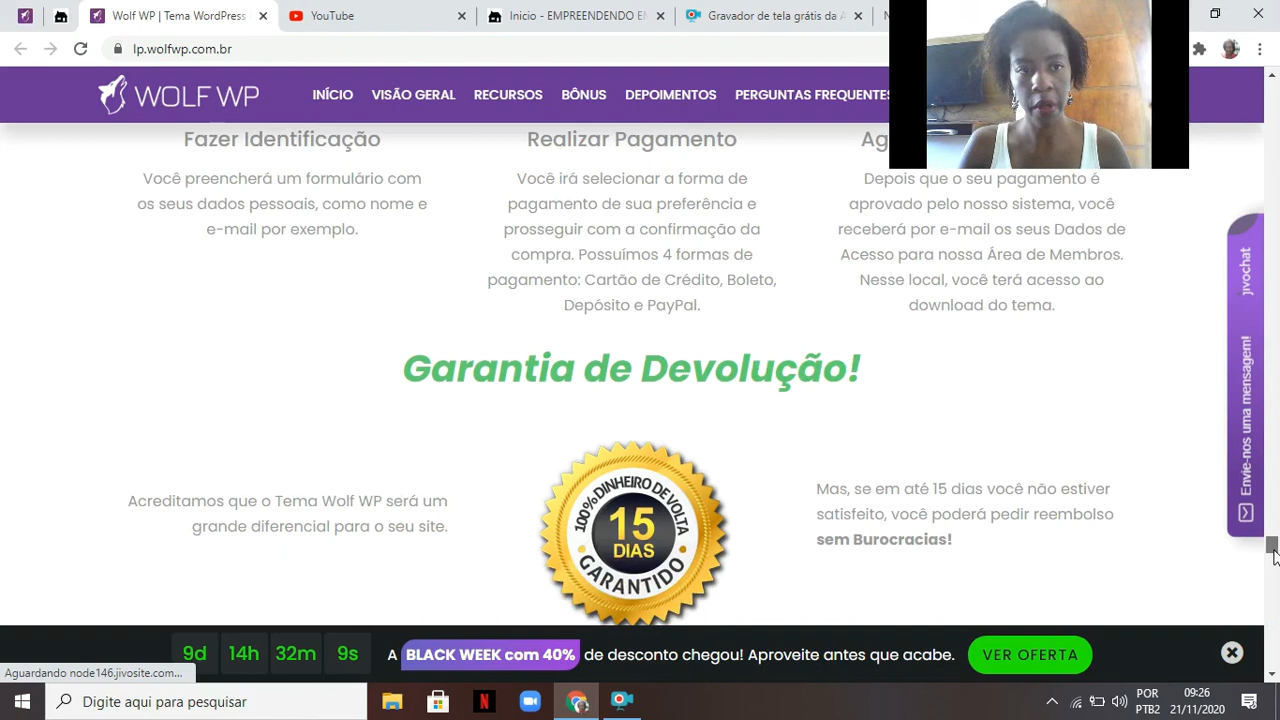 Wolf WP | Tema WordPress
YouTube
Inicio - EMPREENDENDO E
Gravador de tela grátis da
lp.wolfwp.com.br
WOLF WP
INÍCIO
VISÃO GERAL
RECURSOS
BÔNUS
DEPOIMENTOS
PERGUNTAS FREQUENTES
Fazer Identificação
Você preencherá um formulário com
os seus dados pessoais, como nome e
e-mail por exemplo.
Realizar Pagamento
Você irá selecionar a forma de
pagamento de sua preferência e
prosseguir com a confirmação da
compra. Possuímos 4 formas de
pagamento: Cartão de Crédito, Boleto,
Depósito e PayPal.
Depois que o seu pagamento é
aprovado pelo nosso sistema, você
receberá por e-mail os seus Dados de
Acesso para nossa Área de Membros.
Nesse local, você terá acesso ao
download do tema.
Garantia de Devolução!
Acreditamos que o Tema Wolf WP será um
grande diferencial para o seu site.
100% DINHEIRO DE VOLTA
15
DIAS
GARANTIDO
Mas, se em até 15 dias você não estiver
satisfeito, você poderá pedir reembolso
sem Burocracias!
jivochat
Envie-nos uma mensagem!
9d
14h
32m
9s
A BLACK WEEK com 40% de desconto chegou! Aproveite antes que acabe.
VER OFERTA
Aguardando node146.jivosite.com...
Digite aqui para pesquisar
POR
PTB2
09:26
21/11/2020